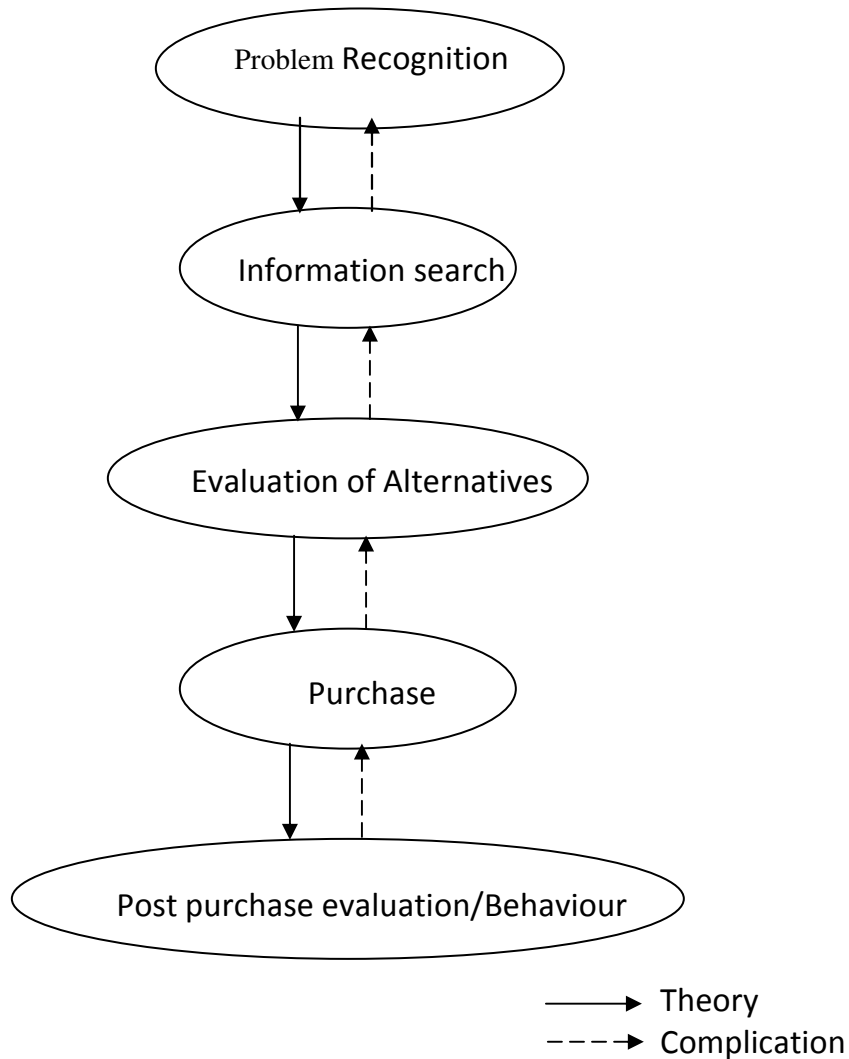 Problem Recognition
Information search
Evaluation of Alternatives
Purchase
Post purchase evaluation/Behaviour
Theory
Complication